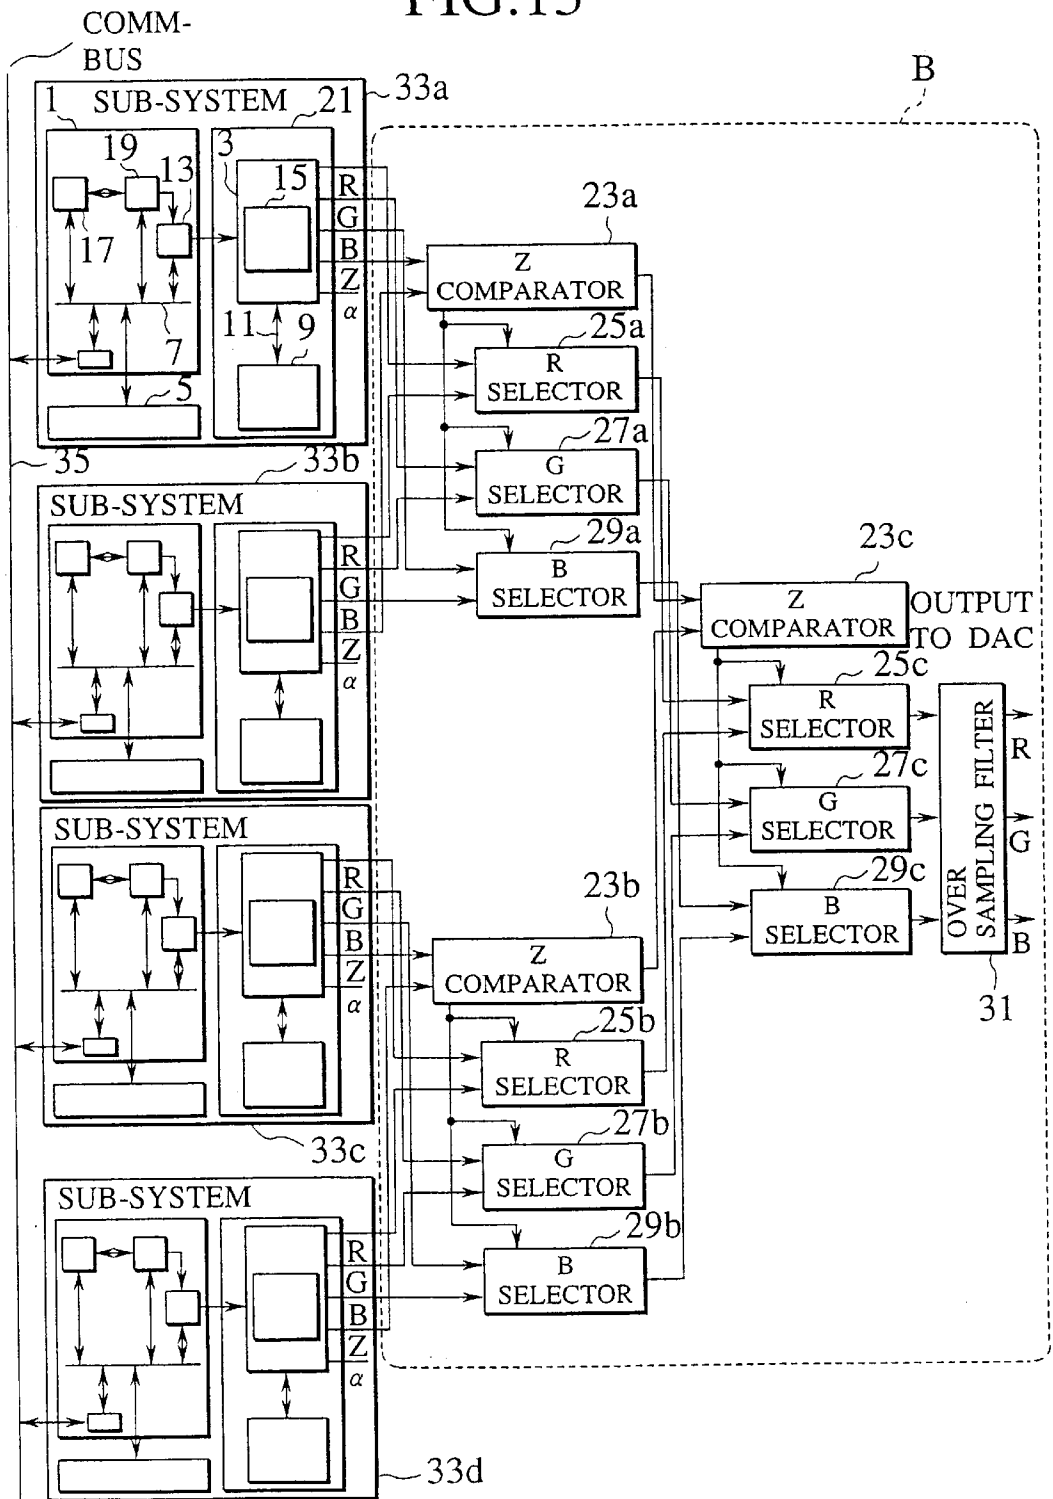 FIG.15
COMM-
BUS
B
33a
SUB-SYSTEM
1
21
19
13
3
15
17
R
G
B
Z
α
11
9
7
5
23a
Z
COMPARATOR
25a
R
SELECTOR
27a
G
SELECTOR
29a
B
SELECTOR
35
33b
SUB-SYSTEM
R
G
B
Z
α
23c
Z
COMPARATOR
OUTPUT
TO DAC
25c
R
SELECTOR
27c
G
SELECTOR
29c
B
SELECTOR
OVER
SAMPLING FILTER
R
G
B
31
SUB-SYSTEM
R
G
B
Z
α
33c
23b
Z
COMPARATOR
25b
R
SELECTOR
27b
G
SELECTOR
29b
B
SELECTOR
SUB-SYSTEM
R
G
B
Z
α
33d